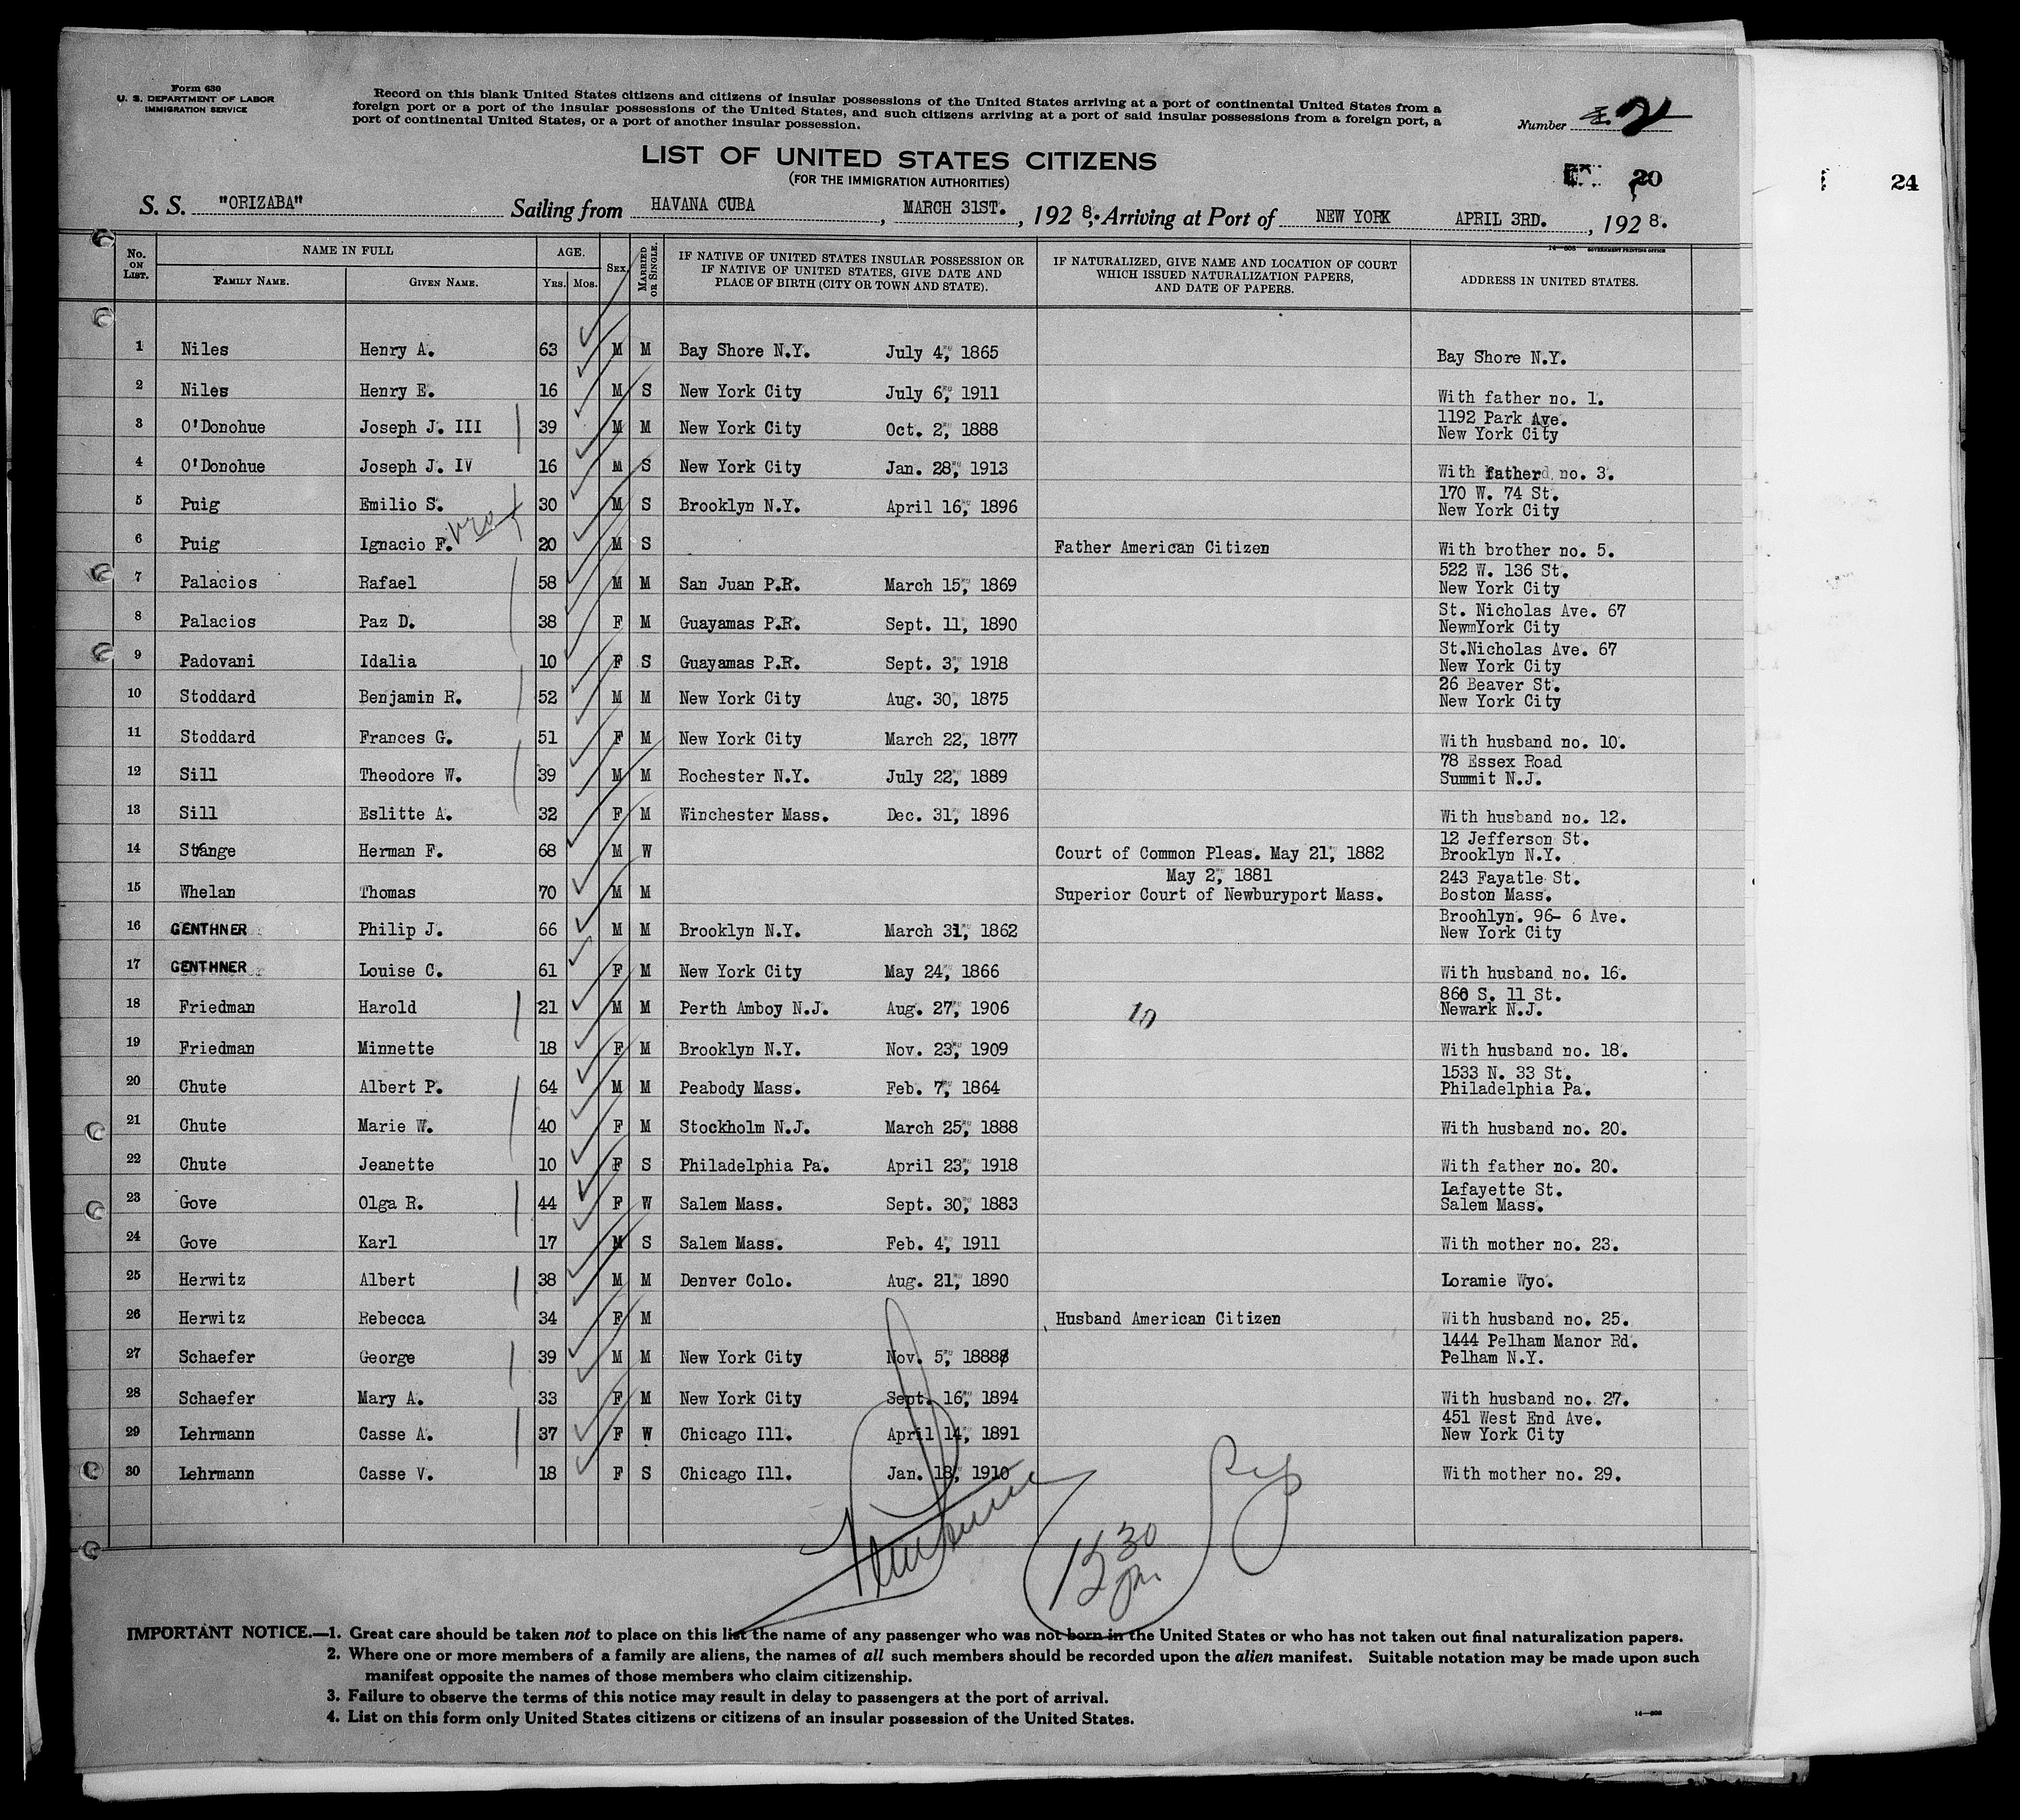 Form 630
U. S. DEPARTMENT OF LABOR
IMMIGRATION SERVICE
Record on this blank United States citizens and citizens of insular possessions of the United States arriving at a port of continental United States from a
foreign port or a port of the insular possessions of the United States, and such citizens arriving at a port of said insular possessions from a foreign port, a
port of continental United States, or a port of another insular possession.
Number 2
LIST OF UNITED STATES CITIZENS
(FOR THE IMMIGRATION AUTHORITIES)
20
24
S. S. "ORIZABA" Sailing from HAVANA CUBA, MARCH 31ST., 1928, Arriving at Port of NEW YORK APRIL 3RD., 1928.
14—608 GOVERNMENT PRINTING OFFICE
No. ON LIST. NAME IN FULL FAMILY NAME. GIVEN NAME. AGE. Yrs. Mos. SEX. MARRIED OR SINGLE. IF NATIVE OF UNITED STATES INSULAR POSSESSION OR IF NATIVE OF UNITED STATES, GIVE DATE AND PLACE OF BIRTH (CITY OR TOWN AND STATE). IF NATURALIZED, GIVE NAME AND LOCATION OF COURT WHICH ISSUED NATURALIZATION PAPERS, AND DATE OF PAPERS. ADDRESS IN UNITED STATES.
1 Niles Henry A. 63 M M Bay Shore N.Y. July 4, 1865 Bay Shore N.Y.
2 Niles Henry E. 16 M S New York City July 6, 1911 With father no. 1.
3 O'Donohue Joseph J. III 39 M M New York City Oct. 2, 1888 1192 Park Ave. New York City
4 O'Donohue Joseph J. IV 16 M S New York City Jan. 28, 1913 With father no. 3.
5 Puig Emilio S. 30 M S Brooklyn N.Y. April 16, 1896 170 W. 74 St. New York City
6 Puig Ignacio F. 20 M S Father American Citizen With brother no. 5.
7 Palacios Rafael 58 M M San Juan P.R. March 15, 1869 522 W. 136 St. New York City
8 Palacios Paz D. 38 F M Guayamas P.R. Sept. 11, 1890 St. Nicholas Ave. 67 NewmYork City
9 Padovani Idalia 10 F S Guayamas P.R. Sept. 3, 1918 St.Nicholas Ave. 67 New York City
10 Stoddard Benjamin R. 52 M M New York City Aug. 30, 1875 26 Beaver St. New York City
11 Stoddard Frances G. 51 F M New York City March 22, 1877 With husband no. 10.
12 Sill Theodore W. 39 M M Rochester N.Y. July 22, 1889 78 Essex Road Summit N.J.
13 Sill Eslitte A. 32 F M Winchester Mass. Dec. 31, 1896 With husband no. 12.
14 Strange Herman F. 68 M W Court of Common Pleas. May 21, 1882 12 Jefferson St. Brooklyn N.Y.
15 Whelan Thomas 70 M M May 2, 1881 Superior Court of Newburyport Mass. 243 Fayatle St. Boston Mass.
16 GENTHNER Philip J. 66 M M Brooklyn N.Y. March 31, 1862 Broohlyn. 96- 6 Ave. New York City
17 GENTHNER Louise C. 61 F M New York City May 24, 1866 With husband no. 16.
18 Friedman Harold 21 M M Perth Amboy N.J. Aug. 27, 1906 10 860 S. 11 St. Newark N.J.
19 Friedman Minnette 18 F M Brooklyn N.Y. Nov. 23, 1909 With husband no. 18.
20 Chute Albert P. 64 M M Peabody Mass. Feb. 7, 1864 1533 N. 33 St. Philadelphia Pa.
21 Chute Marie W. 40 F M Stockholm N.J. March 25, 1888 With husband no. 20.
22 Chute Jeanette 10 F S Philadelphia Pa. April 23, 1918 With father no. 20.
23 Gove Olga R. 44 F W Salem Mass. Sept. 30, 1883 Lafayette St. Salem Mass.
24 Gove Karl 17 M S Salem Mass. Feb. 4, 1911 With mother no. 23.
25 Herwitz Albert 38 M M Denver Colo. Aug. 21, 1890 Loramie Wyo.
26 Herwitz Rebecca 34 F M Husband American Citizen With husband no. 25.
27 Schaefer George 39 M M New York City Nov. 5, 1888 1444 Pelham Manor Rd. Pelham N.Y.
28 Schaefer Mary A. 33 F M New York City Sept. 16, 1894 With husband no. 27.
29 Lehrmann Casse A. 37 F W Chicago Ill. April 14, 1891 451 West End Ave. New York City
30 Lehrmann Casse V. 18 F S Chicago Ill. Jan. 18, 1910 With mother no. 29.
12 30 pm
IMPORTANT NOTICE.—1. Great care should be taken not to place on this list the name of any passenger who was not born in the United States or who has not taken out final naturalization papers.
2. Where one or more members of a family are aliens, the names of all such members should be recorded upon the alien manifest. Suitable notation may be made upon such
manifest opposite the names of those members who claim citizenship.
3. Failure to observe the terms of this notice may result in delay to passengers at the port of arrival.
4. List on this form only United States citizens or citizens of an insular possession of the United States.
14—608